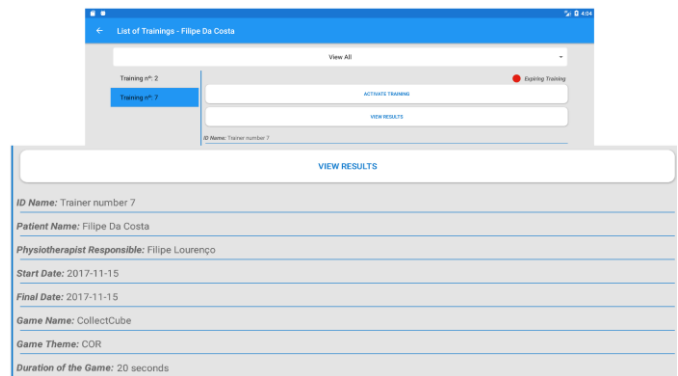 4:04
List of Trainings - Filipe Da Costa
View All
Training nº: 2
Expiring Training
Training nº: 7
ACTIVATE TRAINING
VIEW RESULTS
ID Name: Trainer number 7
VIEW RESULTS
ID Name: Trainer number 7
Patient Name: Filipe Da Costa
Physiotherapist Responsible: Filipe Lourenço
Start Date: 2017-11-15
Final Date: 2017-11-15
Game Name: CollectCube
Game Theme: COR
Duration of the Game: 20 seconds